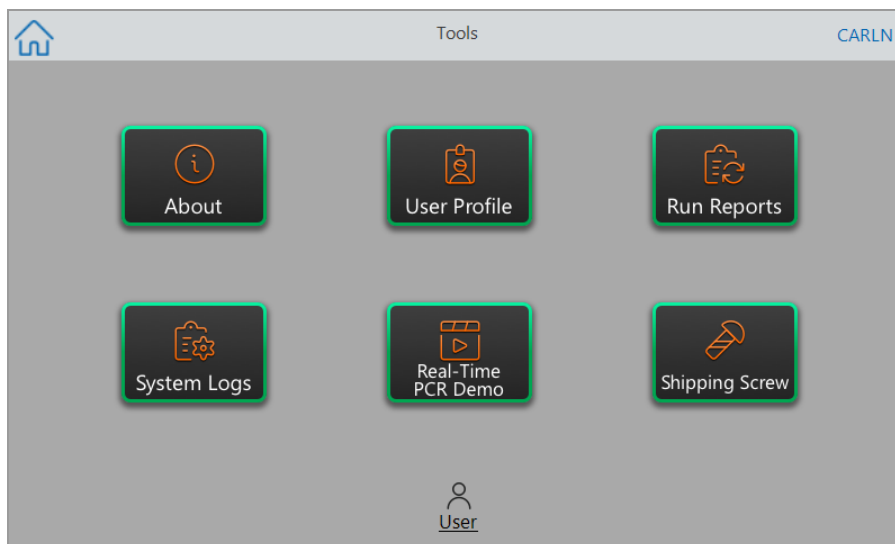 Tools
CARLN
About
User Profile
Run Reports
System Logs
Real-Time
PCR Demo
Shipping Screw
User